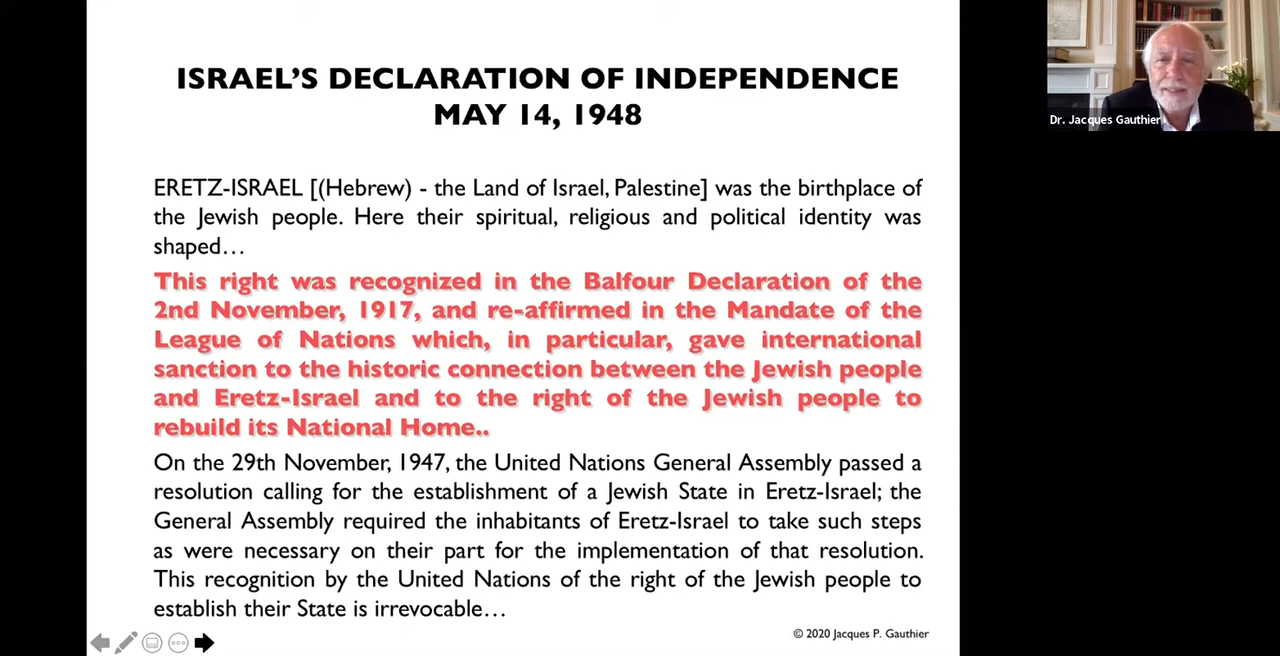 ISRAEL'S DECLARATION OF INDEPENDENCE
MAY 14, 1948
Dr. Jacques Gauthier
ERETZ-ISRAEL [(Hebrew) - the Land of Israel, Palestine] was the birthplace of
the Jewish people. Here their spiritual, religious and political identity was
shaped…
This right was recognized in the Balfour Declaration of the
2nd November, 1917, and re-affirmed in the Mandate of the
League of Nations which, in particular, gave international
sanction to the historic connection between the Jewish people
and Eretz-Israel and to the right of the Jewish people to
rebuild its National Home..
On the 29th November, 1947, the United Nations General Assembly passed a
resolution calling for the establishment of a Jewish State in Eretz-Israel; the
General Assembly required the inhabitants of Eretz-Israel to take such steps
as were necessary on their part for the implementation of that resolution.
This recognition by the United Nations of the right of the Jewish people to
establish their State is irrevocable…
© 2020 Jacques P. Gauthier